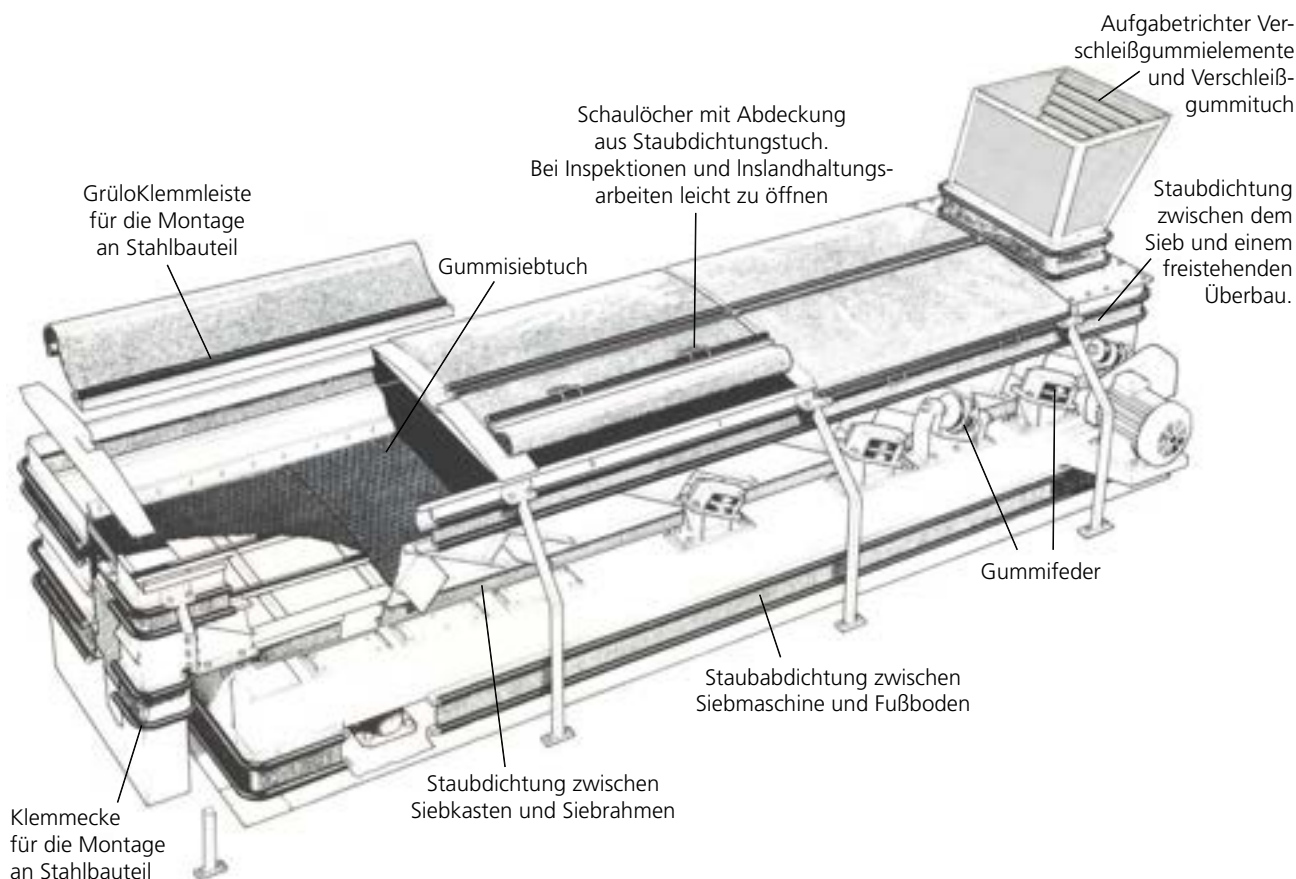 Aufgabetrichter Ver-
schleißgummielemente
und Verschleiß-
gummituch
Schaulöcher mit Abdeckung
aus Staubdichtungstuch.
Bei Inspektionen und lnslandhaltungs-
arbeiten leicht zu öffnen
GrüloKlemmleiste
für die Montage
an Stahlbauteil
Staubdichtung
zwischen dem
Sieb und einem
freistehenden
Überbau.
Gummisiebtuch
Gummifeder
Staubabdichtung zwischen
Siebmaschine und Fußboden
Staubdichtung zwischen
Siebkasten und Siebrahmen
Klemmecke
für die Montage
an Stahlbauteil